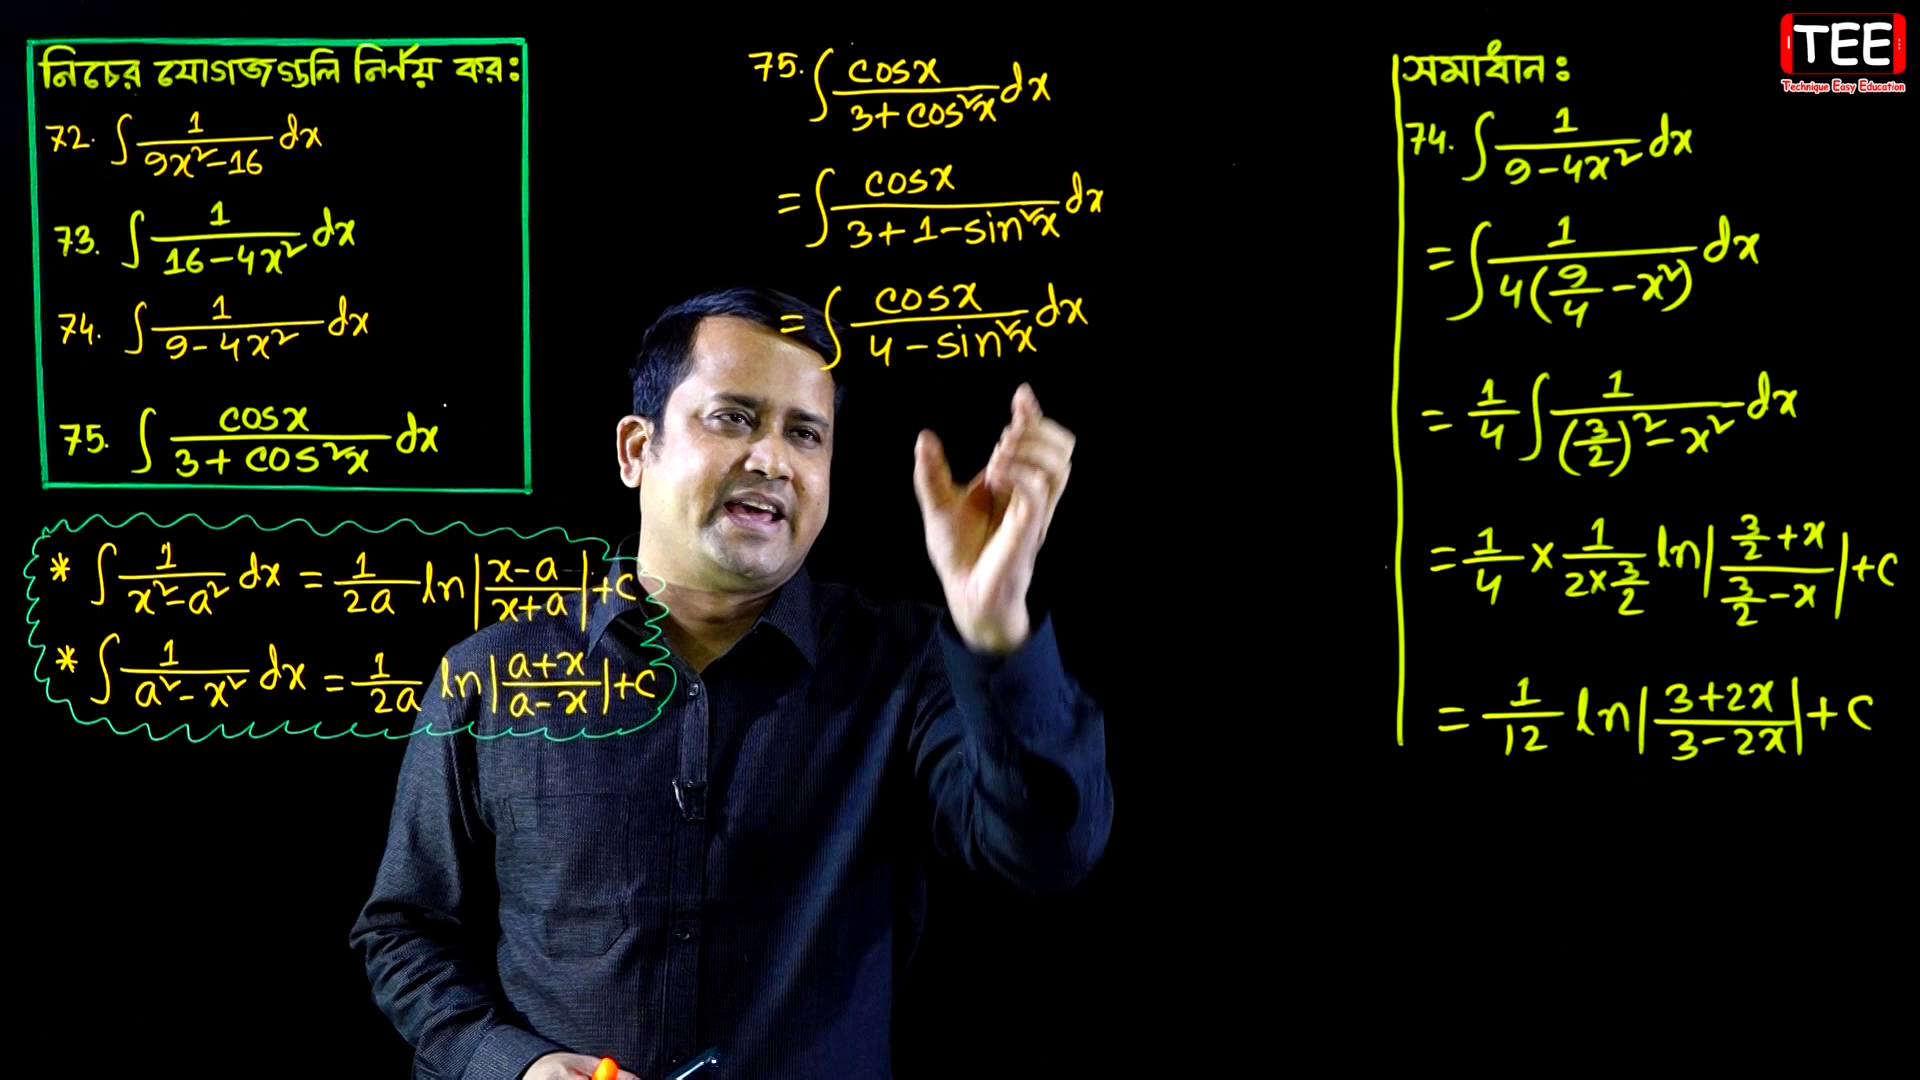 নিচের যোগজগুলি নির্ণয় কর:
72. ∫ 1/(9x²-16) dx
73. ∫ 1/(16-4x²) dx
74. ∫ 1/(9-4x²) dx
75. ∫ cosx/(3+cos²x) dx
* ∫ 1/(x²-a²) dx = 1/2a ln|(x-a)/(x+a)|+c
* ∫ 1/(a²-x²) dx = 1/2a ln|(a+x)/(a-x)|+c
75. ∫ cosx/(3+cos²x) dx
= ∫ cosx/(3+1-sin²x) dx
= ∫ cosx/(4-sin²x) dx
সমাধান:
74. ∫ 1/(9-4x²) dx
= ∫ 1/(4(9/4-x²)) dx
= 1/4 ∫ 1/((3/2)²-x²) dx
= 1/4 × 1/(2×3/2) ln|(3/2+x)/(3/2-x)|+c
= 1/12 ln|(3+2x)/(3-2x)|+c
TEE
Technique Easy Education